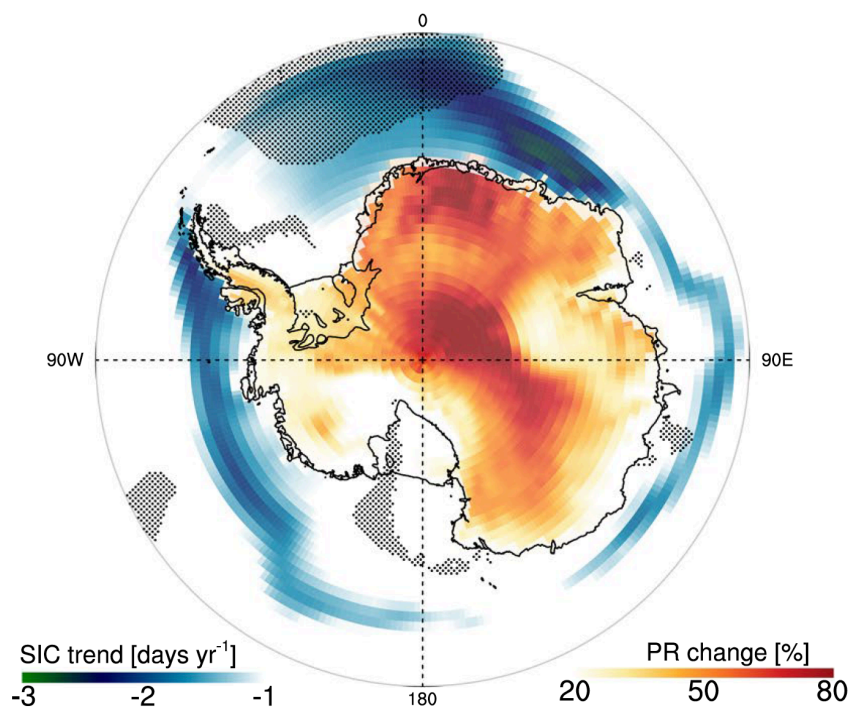 0
90W
90E
SIC trend [days yr-1]
-3 -2 -1
PR change [%]
20 50 80
180